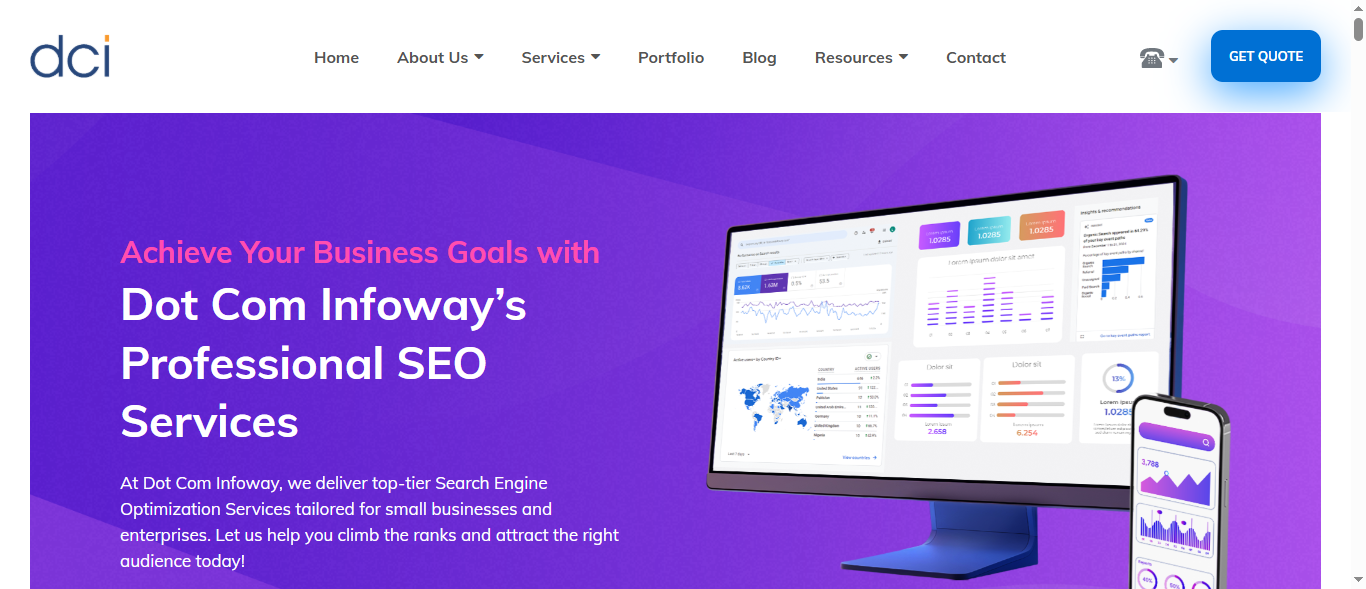 dci
Home
About Us
Services
Portfolio
Blog
Resources
Contact
GET QUOTE
Achieve Your Business Goals with
Dot Com Infoway’s
Professional SEO
Services
At Dot Com Infoway, we deliver top-tier Search Engine
Optimization Services tailored for small businesses and
enterprises. Let us help you climb the ranks and attract the right
audience today!
1.0285
1.0285
1.0285
Lorem ipsum dolor sit amet
Insights & recommendations
Dolor sit
Lorem ipsum
2.658
Dolor sit
Lorem ipsum
6.254
13%
Lorem ipsum
1.0285
3,788